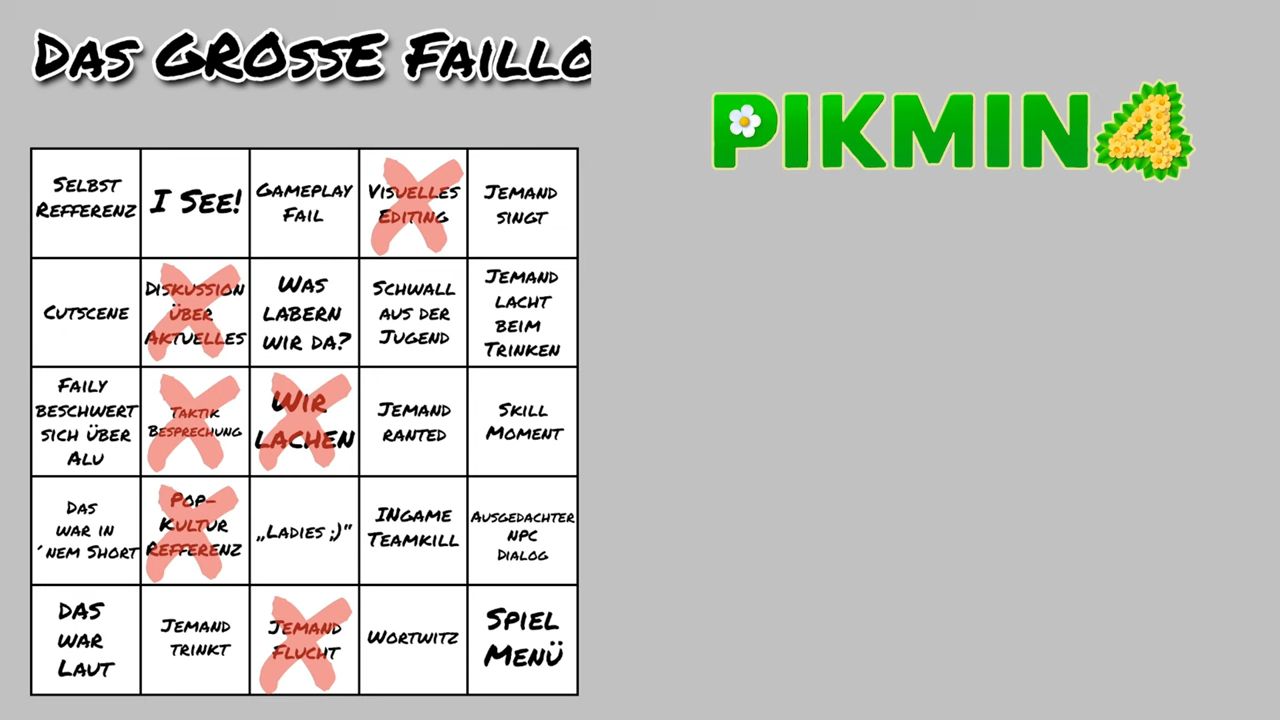 DAS GROSSE FAILLO
PIKMIN 4
SELBST
REFFERENZ
I SEE!
GAMEPLAY
FAIL
VISUELLES
EDITING
JEMAND
SINGT
CUTSCENE
DISKUSSION
ÜBER
AKTUELLES
WAS
LABERN
WIR DA?
SCHWALL
AUS DER
JUGEND
JEMAND
LACHT
BEIM
TRINKEN
FAILY
BESCHWERT
SICH ÜBER
ALU
TAKTIK
BESPRECHUNG
WIR
LACHEN
JEMAND
RANTED
SKILL
MOMENT
DAS
WAR IN
´NEM SHORT
POP-
KULTUR
REFFERENZ
„LADIES ;)"
INGAME
TEAMKILL
AUSGEDACHTER
NPC
DIALOG
DAS
WAR
LAUT
JEMAND
TRINKT
JEMAND
FLUCHT
WORTWITZ
SPIEL
MENÜ